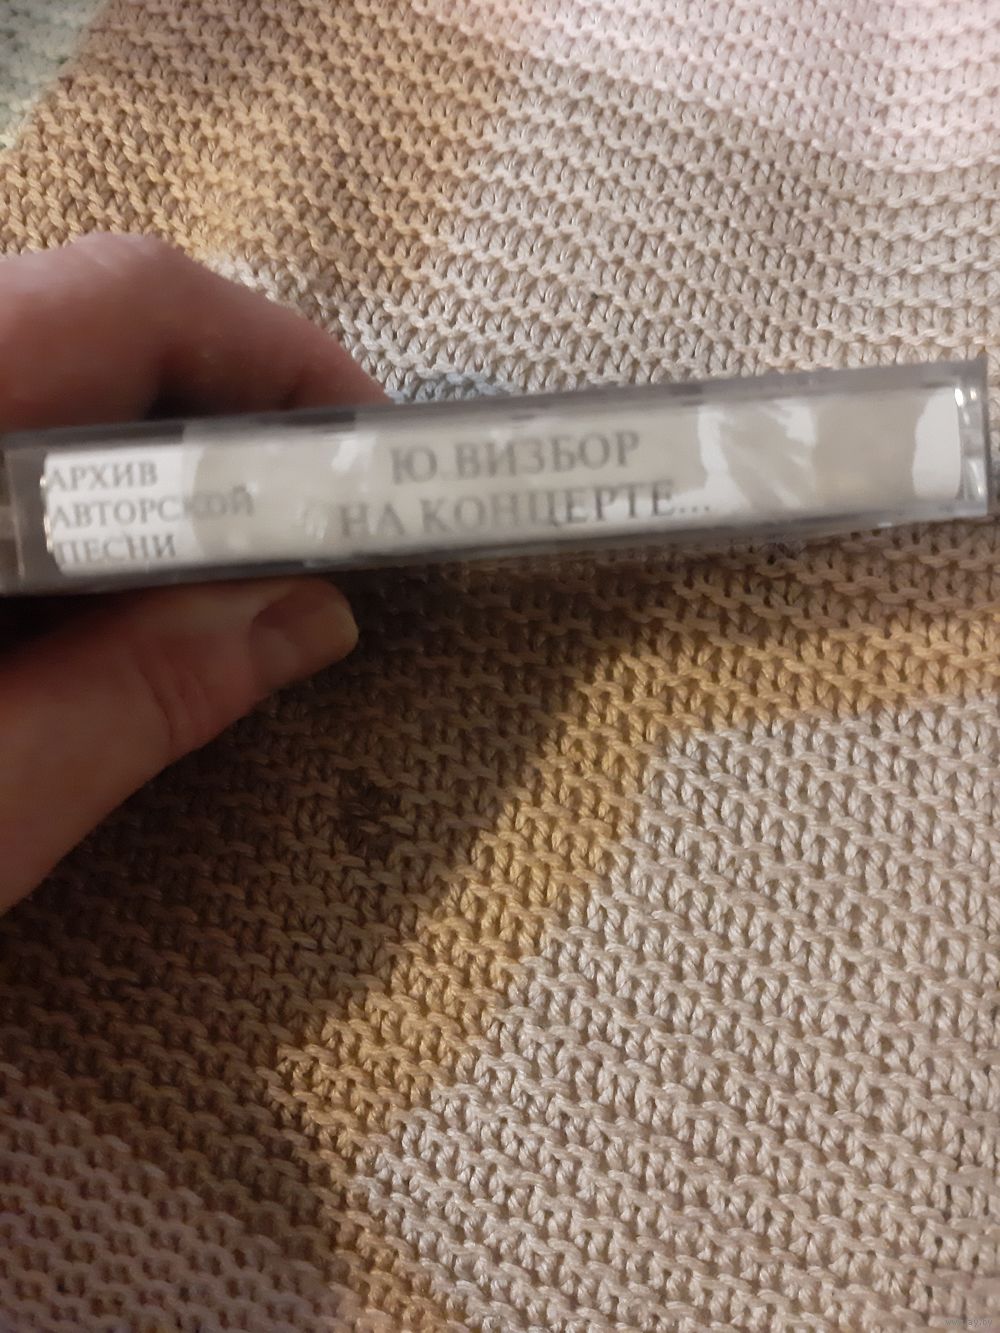 АРХИВ
АВТОРСКОЙ
ПЕСНИ
Ю ВИЗБОР
НА КОНЦЕРТЕ...